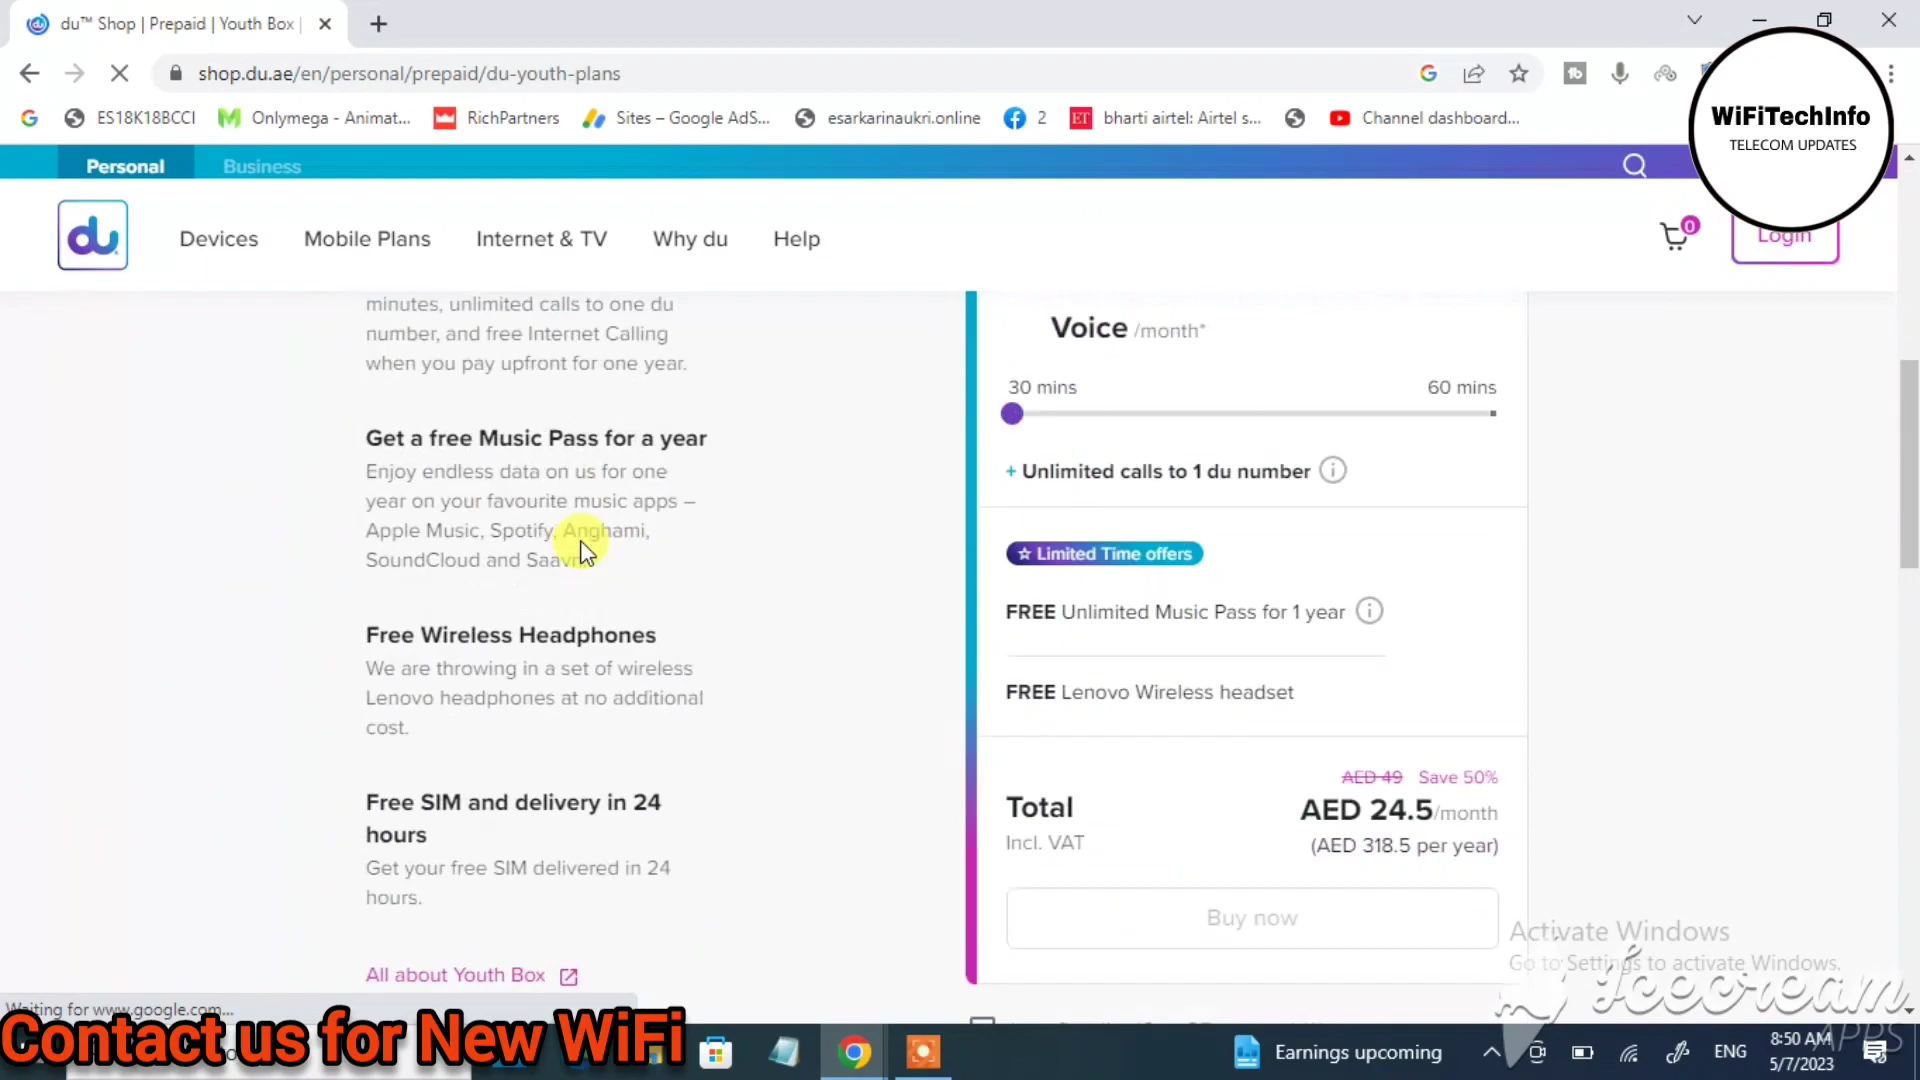 du™ Shop | Prepaid | Youth Box |
shop.du.ae/en/personal/prepaid/du-youth-plans
ES18K18BCCI
Onlymega - Animat...
RichPartners
Sites – Google AdS...
esarkarinaukri.online
2
ET
bharti airtel: Airtel s...
Channel dashboard...
WiFiTechInfo
TELECOM UPDATES
Personal
Business
du
Devices
Mobile Plans
Internet & TV
Why du
Help
0
Login
minutes, unlimited calls to one du
number, and free Internet Calling
when you pay upfront for one year.
Get a free Music Pass for a year
Enjoy endless data on us for one
year on your favourite music apps –
Apple Music, Spotify, Anghami,
SoundCloud and Saavn.
Free Wireless Headphones
We are throwing in a set of wireless
Lenovo headphones at no additional
cost.
Free SIM and delivery in 24
hours
Get your free SIM delivered in 24
hours.
All about Youth Box
Voice /month*
30 mins
60 mins
+ Unlimited calls to 1 du number
Limited Time offers
FREE Unlimited Music Pass for 1 year
FREE Lenovo Wireless headset
AED 49 Save 50%
Total
AED 24.5/month
Incl. VAT
(AED 318.5 per year)
Buy now
Activate Windows
Go to Settings to activate Windows.
Icecream
APPS
Waiting for www.google.com...
Contact us for New WiFi
Earnings upcoming
ENG
8:50 AM
5/7/2023